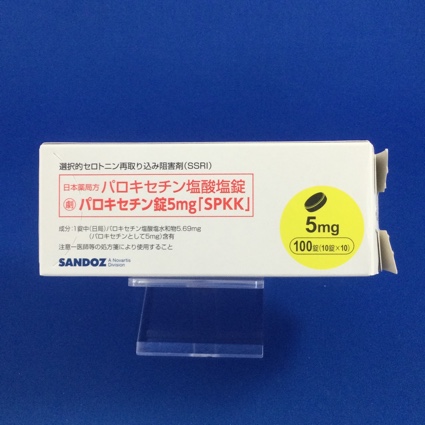 選択的セロトニン再取り込み阻害剤(SSRI)
日本薬局方 パロキセチン塩酸塩錠
劇 パロキセチン錠5mg「SPKK」
成分:1錠中(日局)パロキセチン塩酸塩水和物5.69mg
(パロキセチンとして5mg)含有
注意-医師等の処方箋により使用すること
SANDOZ A Novartis
Division
5mg
100錠(10錠×10)